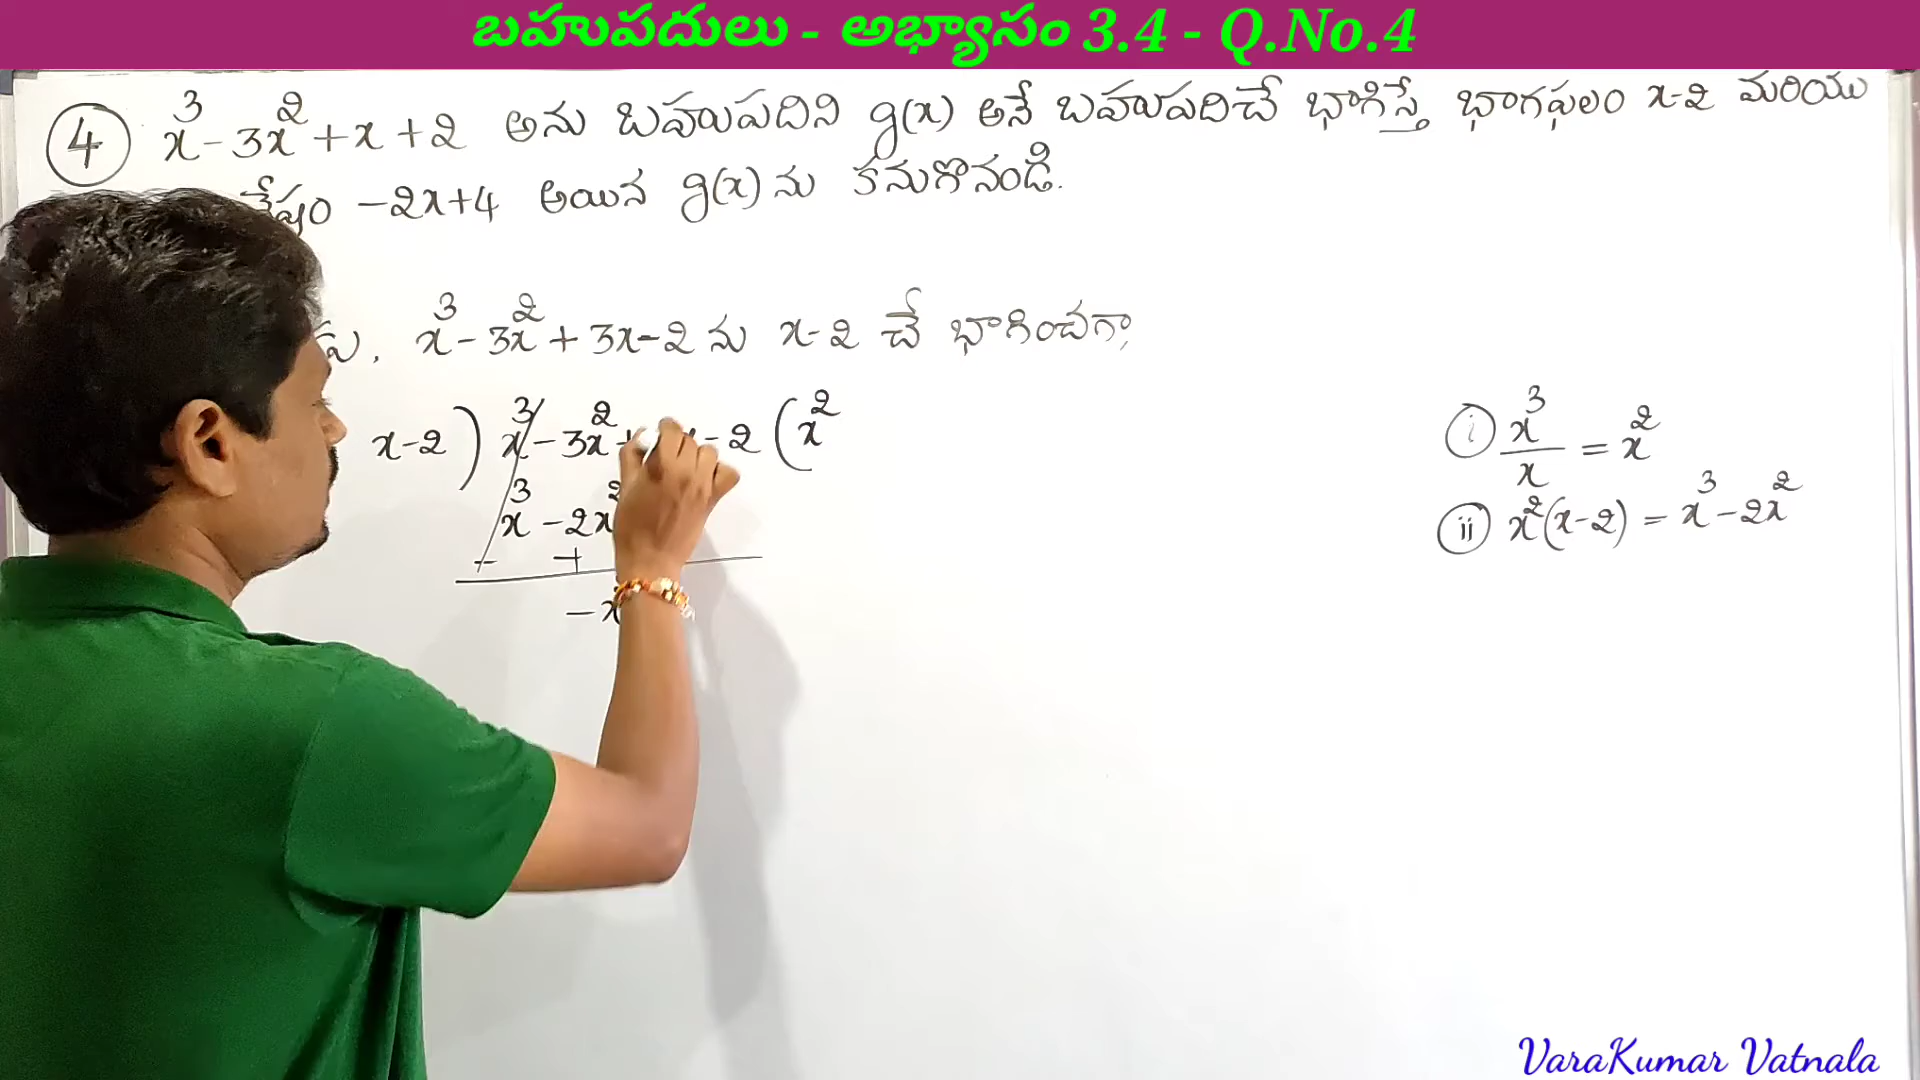 బహుపదులు - అభ్యాసం 3.4 - Q.No.4
④ x³ - 3x² + x + 2 అను బహుపదిని g(x) అనే బహుపదిచే భాగిస్తే భాగఫలం x-2 మరియు
శేషం -2x+4 అయిన g(x) ను కనుగొనండి.
x³ - 3x² + 3x - 2 ను x-2 చే భాగించగా,
x-2 ) x³ - 3x² + x - 2 ( x²
x³ - 2x
- +
- x
ⓘ x³/x = x²
ⓘⓘ x²(x-2) = x³ - 2x²
VaraKumar Vatnala